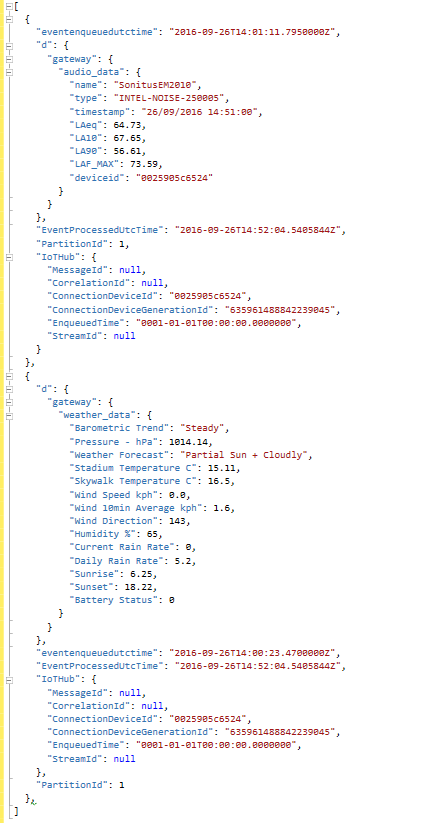 [
  {
    "eventenqueuedutctime": "2016-09-26T14:01:11.7950000Z",
    "d": {
      "gateway": {
        "audio_data": {
          "name": "SonitusEM2010",
          "type": "INTEL-NOISE-250005",
          "timestamp": "26/09/2016 14:51:00",
          "LAeq": 64.73,
          "LA10": 67.65,
          "LA90": 56.61,
          "LAF_MAX": 73.59,
          "deviceid": "0025905c6524"
        }
      }
    },
    "EventProcessedUtcTime": "2016-09-26T14:52:04.5405844Z",
    "PartitionId": 1,
    "IoTHub": {
      "MessageId": null,
      "CorrelationId": null,
      "ConnectionDeviceId": "0025905c6524",
      "ConnectionDeviceGenerationId": "635961488842239045",
      "EnqueuedTime": "0001-01-01T00:00:00.0000000",
      "StreamId": null
    }
  },
  {
    "d": {
      "gateway": {
        "weather_data": {
          "Barometric Trend": "Steady",
          "Pressure - hPa": 1014.14,
          "Weather Forecast": "Partial Sun + Cloudly",
          "Stadium Temperature C": 15.11,
          "Skywalk Temperature C": 16.5,
          "Wind Speed kph": 0.0,
          "Wind 10min Average kph": 1.6,
          "Wind Direction": 143,
          "Humidity %": 65,
          "Current Rain Rate": 0,
          "Daily Rain Rate": 5.2,
          "Sunrise": 6.25,
          "Sunset": 18.22,
          "Battery Status": 0
        }
      }
    },
    "eventenqueuedutctime": "2016-09-26T14:00:23.4700000Z",
    "EventProcessedUtcTime": "2016-09-26T14:52:04.5405844Z",
    "IoTHub": {
      "MessageId": null,
      "CorrelationId": null,
      "ConnectionDeviceId": "0025905c6524",
      "ConnectionDeviceGenerationId": "635961488842239045",
      "EnqueuedTime": "0001-01-01T00:00:00.0000000",
      "StreamId": null
    },
    "PartitionId": 1
  },
]